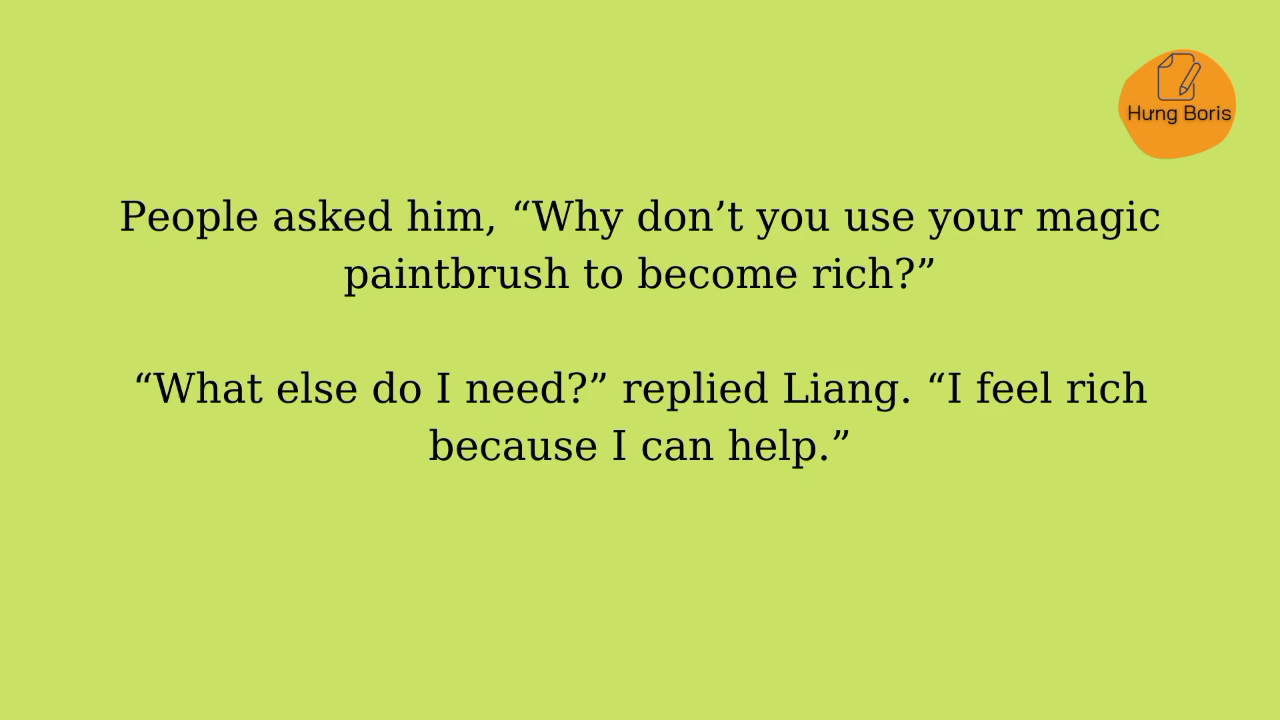 Hưng Boris
People asked him, “Why don’t you use your magic
paintbrush to become rich?”
“What else do I need?” replied Liang. “I feel rich
because I can help.”